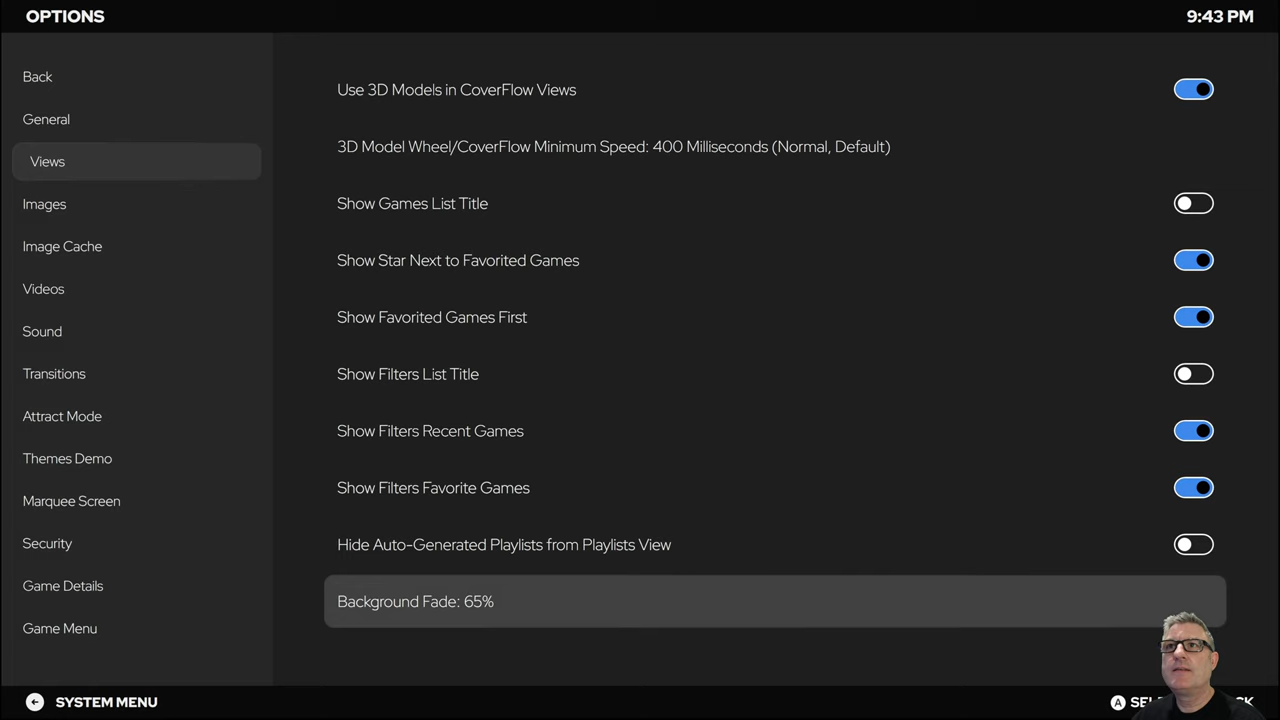 OPTIONS
9:43 PM
Back
General
Views
Images
Image Cache
Videos
Sound
Transitions
Attract Mode
Themes Demo
Marquee Screen
Security
Game Details
Game Menu
Use 3D Models in CoverFlow Views
3D Model Wheel/CoverFlow Minimum Speed: 400 Milliseconds (Normal, Default)
Show Games List Title
Show Star Next to Favorited Games
Show Favorited Games First
Show Filters List Title
Show Filters Recent Games
Show Filters Favorite Games
Hide Auto-Generated Playlists from Playlists View
Background Fade: 65%
SYSTEM MENU
A